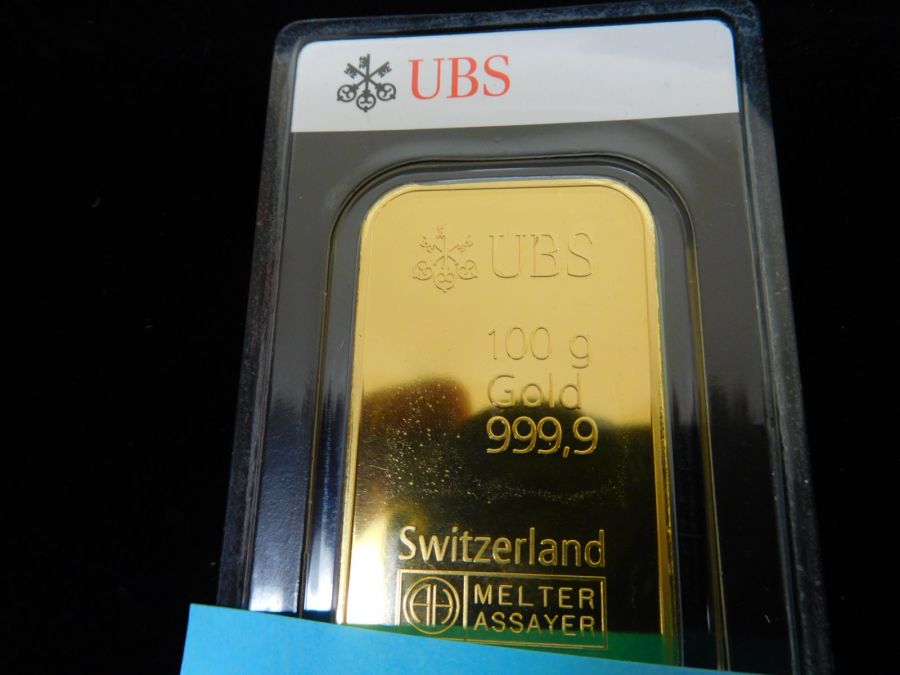 UBS
UBS
100 g
Gold
999,9
Switzerland
MELTER
ASSAYER